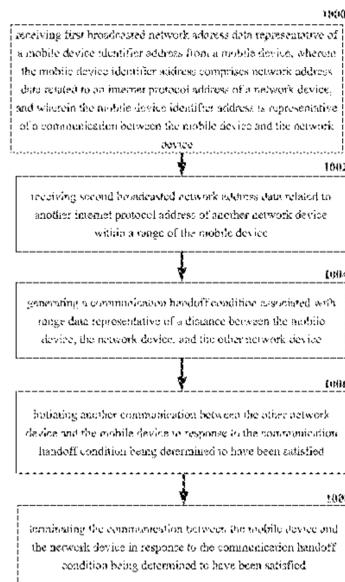 1000
receiving first broadcasted network address data representative of
a mobile device identifier address from a mobile device, wherein
the mobile device identifier address comprises network address
data related to an internet protocol address of a network device,
and wherein the mobile device identifier address is representative
of a communication between the mobile device and the network
device
1002
receiving second broadcasted network address data related to
another internet protocol address of another network device
within a range of the mobile device
1004
generating a communication handoff condition associated with
range data representative of a distance between the mobile
device, the network device, and the other network device
1006
initiating another communication between the other network
device and the mobile device in response to the communication
handoff condition being determined to have been satisfied
terminating the communication between the mobile device and
the network device in response to the communication handoff
condition being determined to have been satisfied